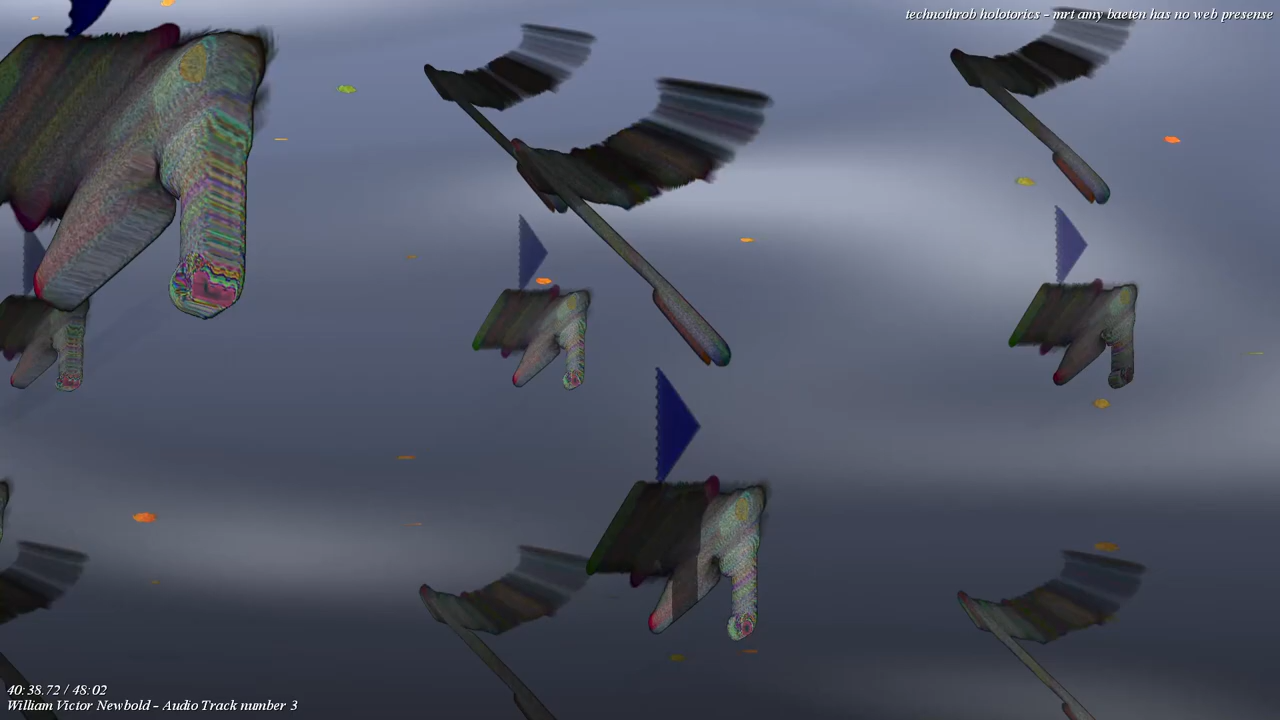 technothrob holotorics - mrt amy baeten has no web presense
40:38.72 / 48:02
William Victor Newbold - Audio Track number 3